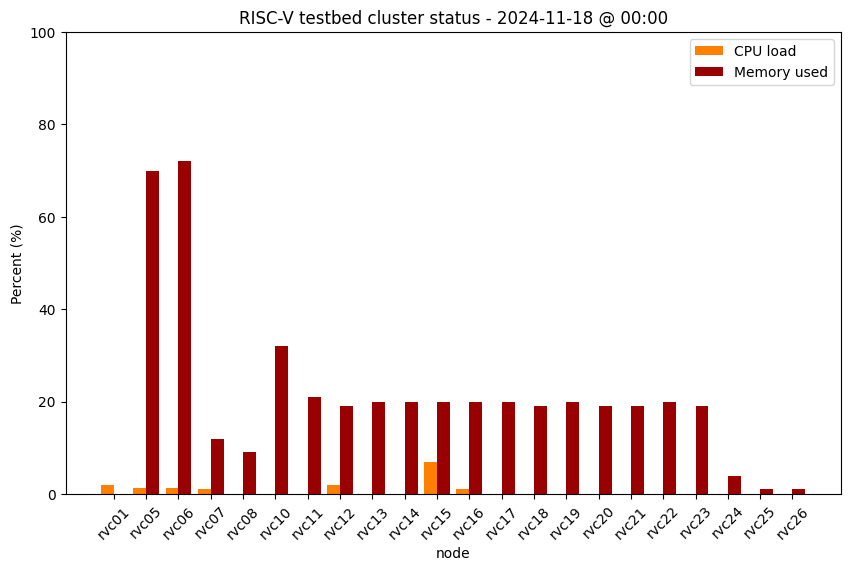 RISC-V testbed cluster status - 2024-11-18 @ 00:00
CPU load
Memory used
Percent (%)
100
80
60
40
20
0
rvc01 rvc05 rvc06 rvc07 rvc08 rvc10 rvc11 rvc12 rvc13 rvc14 rvc15 rvc16 rvc17 rvc18 rvc19 rvc20 rvc21 rvc22 rvc23 rvc24 rvc25 rvc26
node